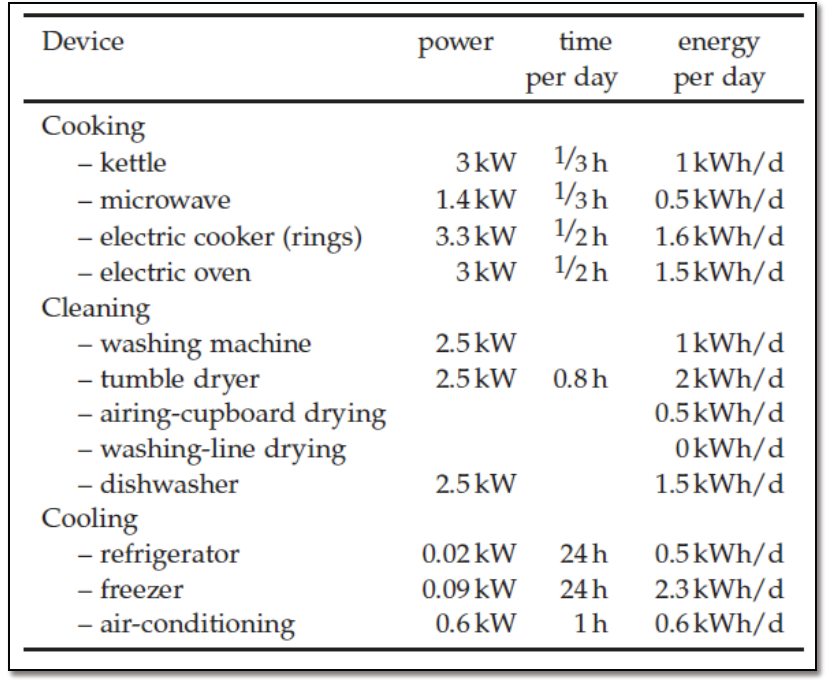 Device power time energy
per day per day
Cooking
– kettle 3 kW 1/3 h 1 kWh/d
– microwave 1.4 kW 1/3 h 0.5 kWh/d
– electric cooker (rings) 3.3 kW 1/2 h 1.6 kWh/d
– electric oven 3 kW 1/2 h 1.5 kWh/d
Cleaning
– washing machine 2.5 kW 1 kWh/d
– tumble dryer 2.5 kW 0.8 h 2 kWh/d
– airing-cupboard drying 0.5 kWh/d
– washing-line drying 0 kWh/d
– dishwasher 2.5 kW 1.5 kWh/d
Cooling
– refrigerator 0.02 kW 24 h 0.5 kWh/d
– freezer 0.09 kW 24 h 2.3 kWh/d
– air-conditioning 0.6 kW 1 h 0.6 kWh/d